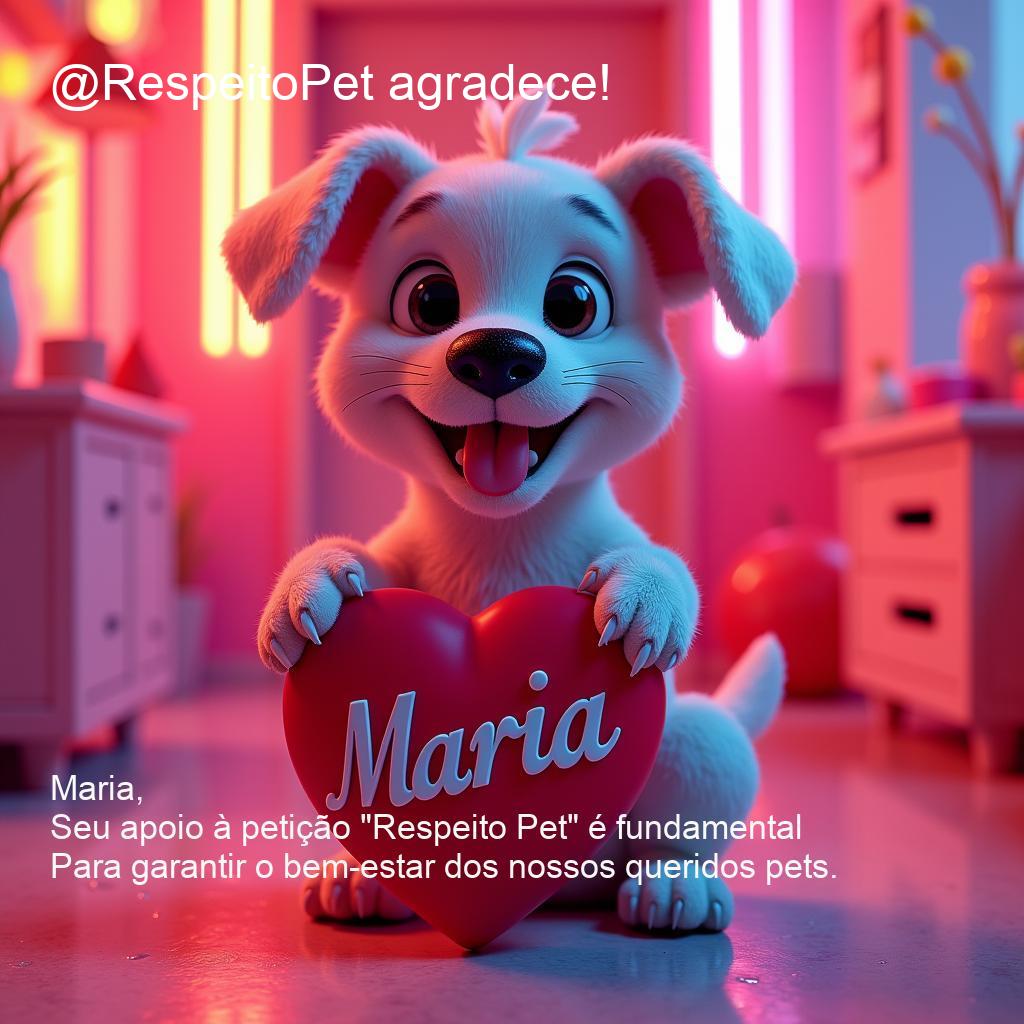 @RespeitoPet agradece!
Maria
Maria,
Seu apoio à petição "Respeito Pet" é fundamental
Para garantir o bem-estar dos nossos queridos pets.